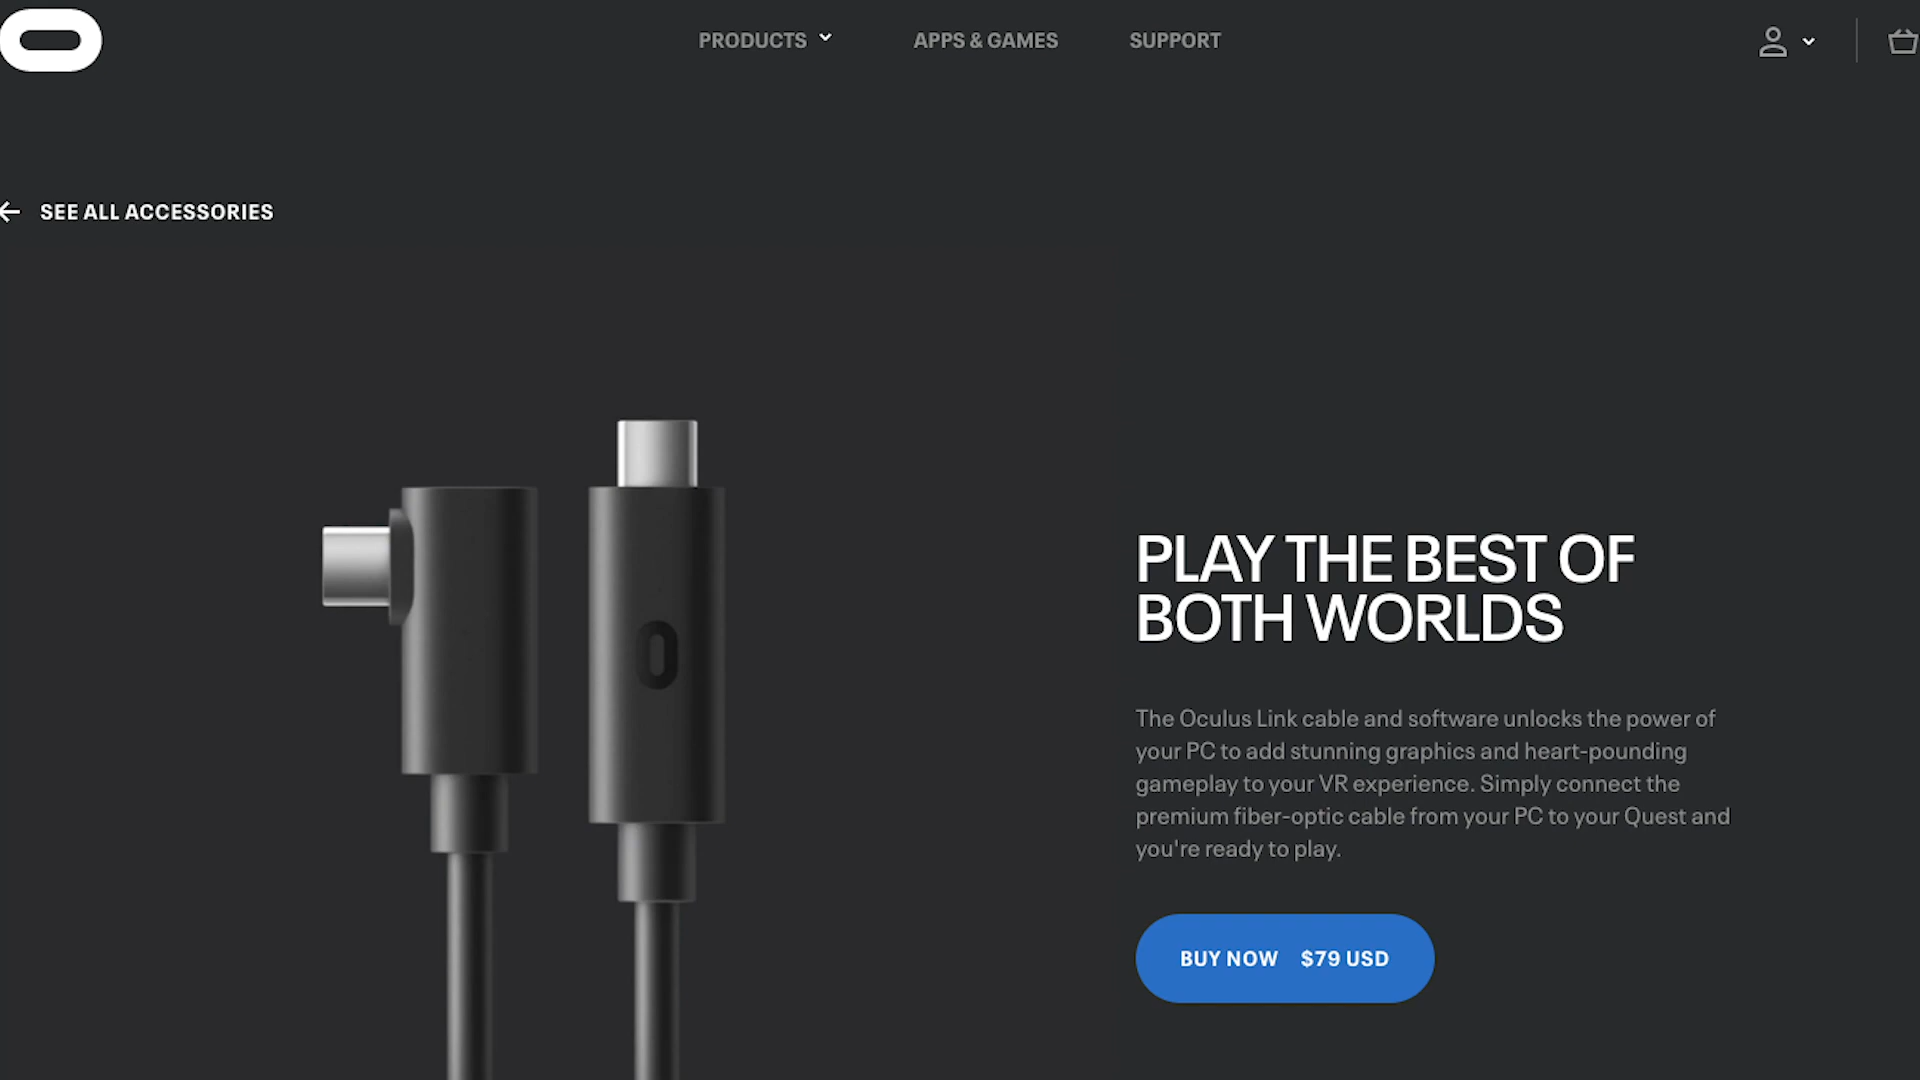 PRODUCTS
APPS & GAMES
SUPPORT
SEE ALL ACCESSORIES
PLAY THE BEST OF
BOTH WORLDS
The Oculus Link cable and software unlocks the power of
your PC to add stunning graphics and heart-pounding
gameplay to your VR experience. Simply connect the
premium fiber-optic cable from your PC to your Quest and
you're ready to play.
BUY NOW $79 USD